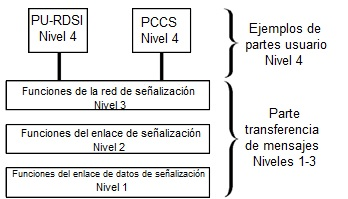 PU-RDSI
Nivel 4
PCCS
Nivel 4
Ejemplos de
partes usuario
Nivel 4
Funciones de la red de señalización
Nivel 3
Funciones del enlace de señalización
Nivel 2
Funciones del enlace de datos de señalización
Nivel 1
Parte
transferencia
de mensajes
Niveles 1-3